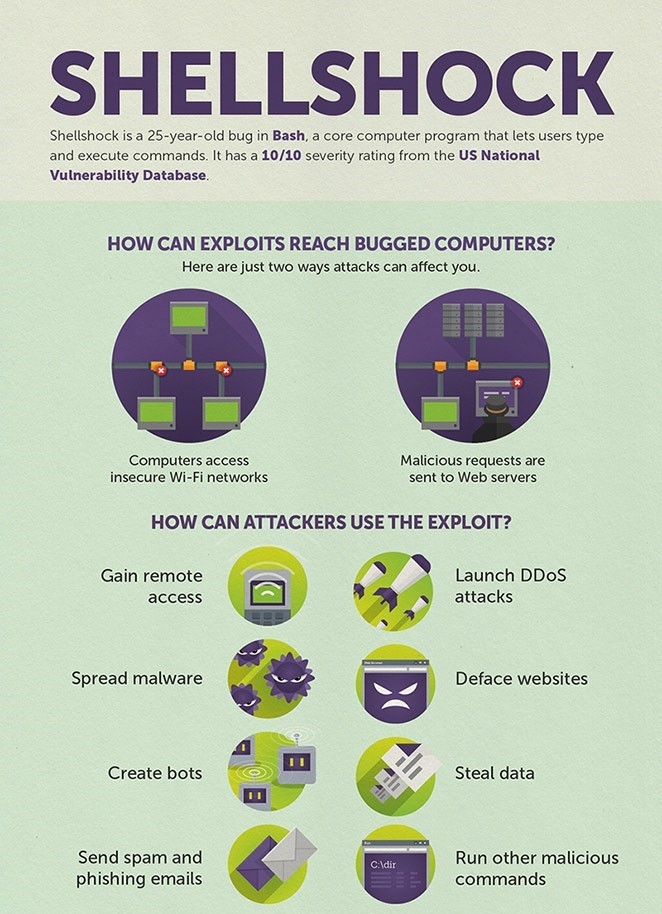 SHELLSHOCK
Shellshock is a 25-year-old bug in Bash, a core computer program that lets users type
and execute commands. It has a 10/10 severity rating from the US National
Vulnerability Database.
HOW CAN EXPLOITS REACH BUGGED COMPUTERS?
Here are just two ways attacks can affect you.
Computers access
insecure Wi-Fi networks
Malicious requests are
sent to Web servers
HOW CAN ATTACKERS USE THE EXPLOIT?
Gain remote
access
Launch DDoS
attacks
Spread malware
Deface websites
Create bots
Steal data
Send spam and
phishing emails
C:\dir
Run other malicious
commands